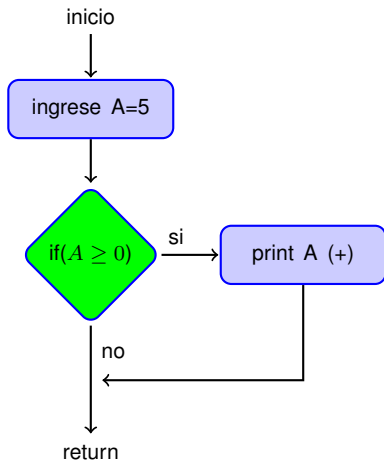 inicio
ingrese A=5
if(A ≥ 0)
si
print A (+)
no
return